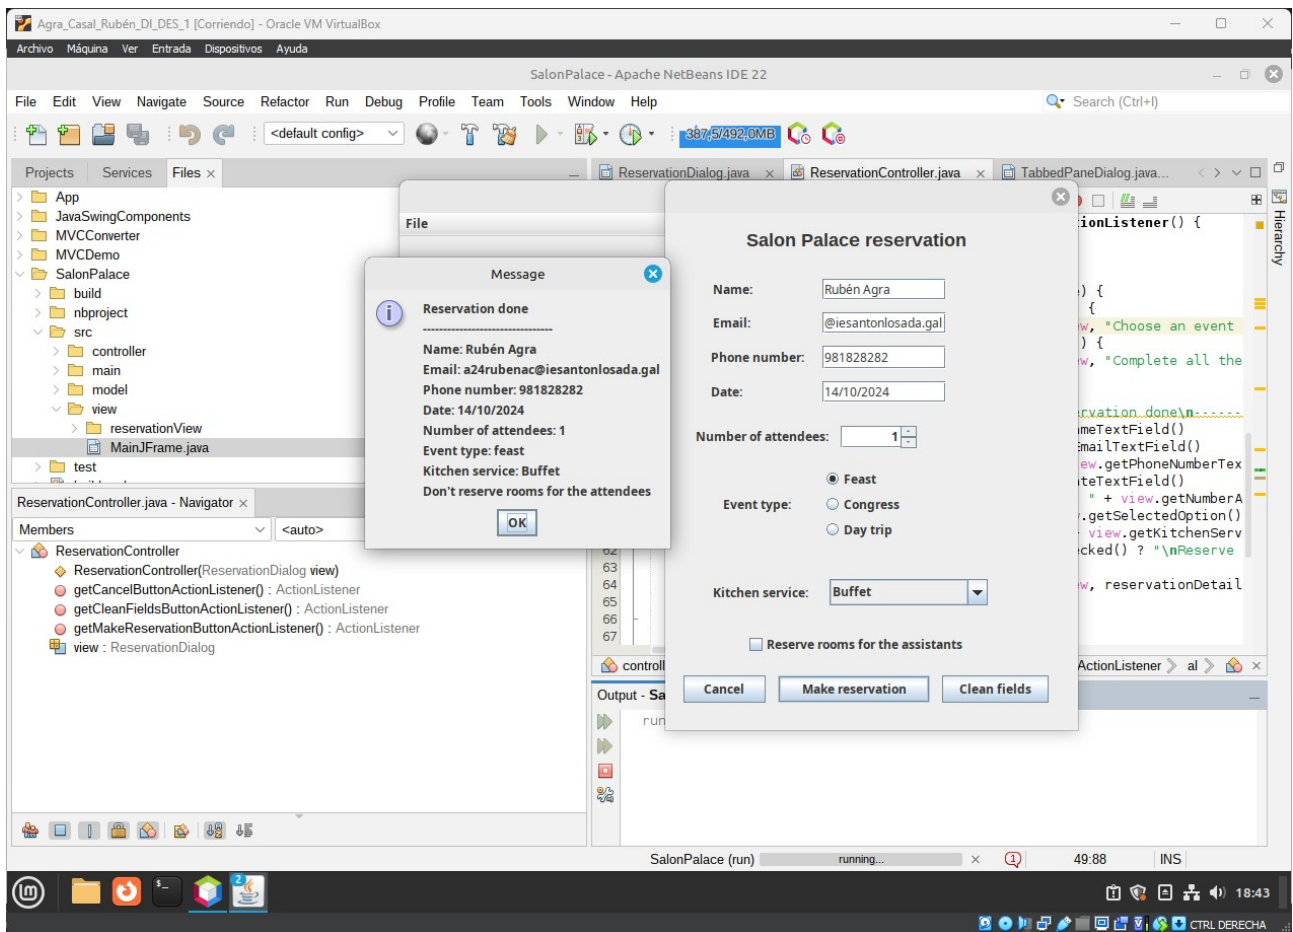 Agra_Casal_Rubén_DI_DES_1 [Corriendo] - Oracle VM VirtualBox
Archivo Máquina Ver Entrada Dispositivos Ayuda
SalonPalace - Apache NetBeans IDE 22
File Edit View Navigate Source Refactor Run Debug Profile Team Tools Window Help
Search (Ctrl+I)
<default config>
387,5/492,0MB
Projects Services Files
App
JavaSwingComponents
MVCConverter
MVCDemo
SalonPalace
build
nbproject
src
controller
main
model
view
reservationView
MainJFrame.java
test
ReservationController.java - Navigator
Members
<auto>
ReservationController
ReservationController(ReservationDialog view)
getCancelButtonActionListener() : ActionListener
getCleanFieldsButtonActionListener() : ActionListener
getMakeReservationButtonActionListener() : ActionListener
view : ReservationDialog
File
Message
Reservation done
--------------------------------
Name: Rubén Agra
Email: a24rubenac@iesantonlosada.gal
Phone number: 981828282
Date: 14/10/2024
Number of attendees: 1
Event type: feast
Kitchen service: Buffet
Don't reserve rooms for the attendees
OK
ReservationDialog.java ReservationController.java TabbedPaneDialog.java...
Salon Palace reservation
Name: Rubén Agra
Email: @iesantonlosada.gal
Phone number: 981828282
Date: 14/10/2024
Number of attendees: 1
Event type:
Feast
Congress
Day trip
Kitchen service: Buffet
Reserve rooms for the assistants
Cancel Make reservation Clean fields
ionListener() {
) {
{
w, "Choose an event
) {
w, "Complete all the
rvation done\n------
ameTextField()
EmailTextField()
ew.getPhoneNumberTex
ateTextField()
" + view.getNumberA
.getSelectedOption()
view.getKitchenServ
cked() ? "\nReserve
w, reservationDetail
62
63
64
65
66
67
Hierarchy
controll
ActionListener al
Output - Sa
run
SalonPalace (run) running...
1
49:88 INS
2
18:43
CTRL DERECHA